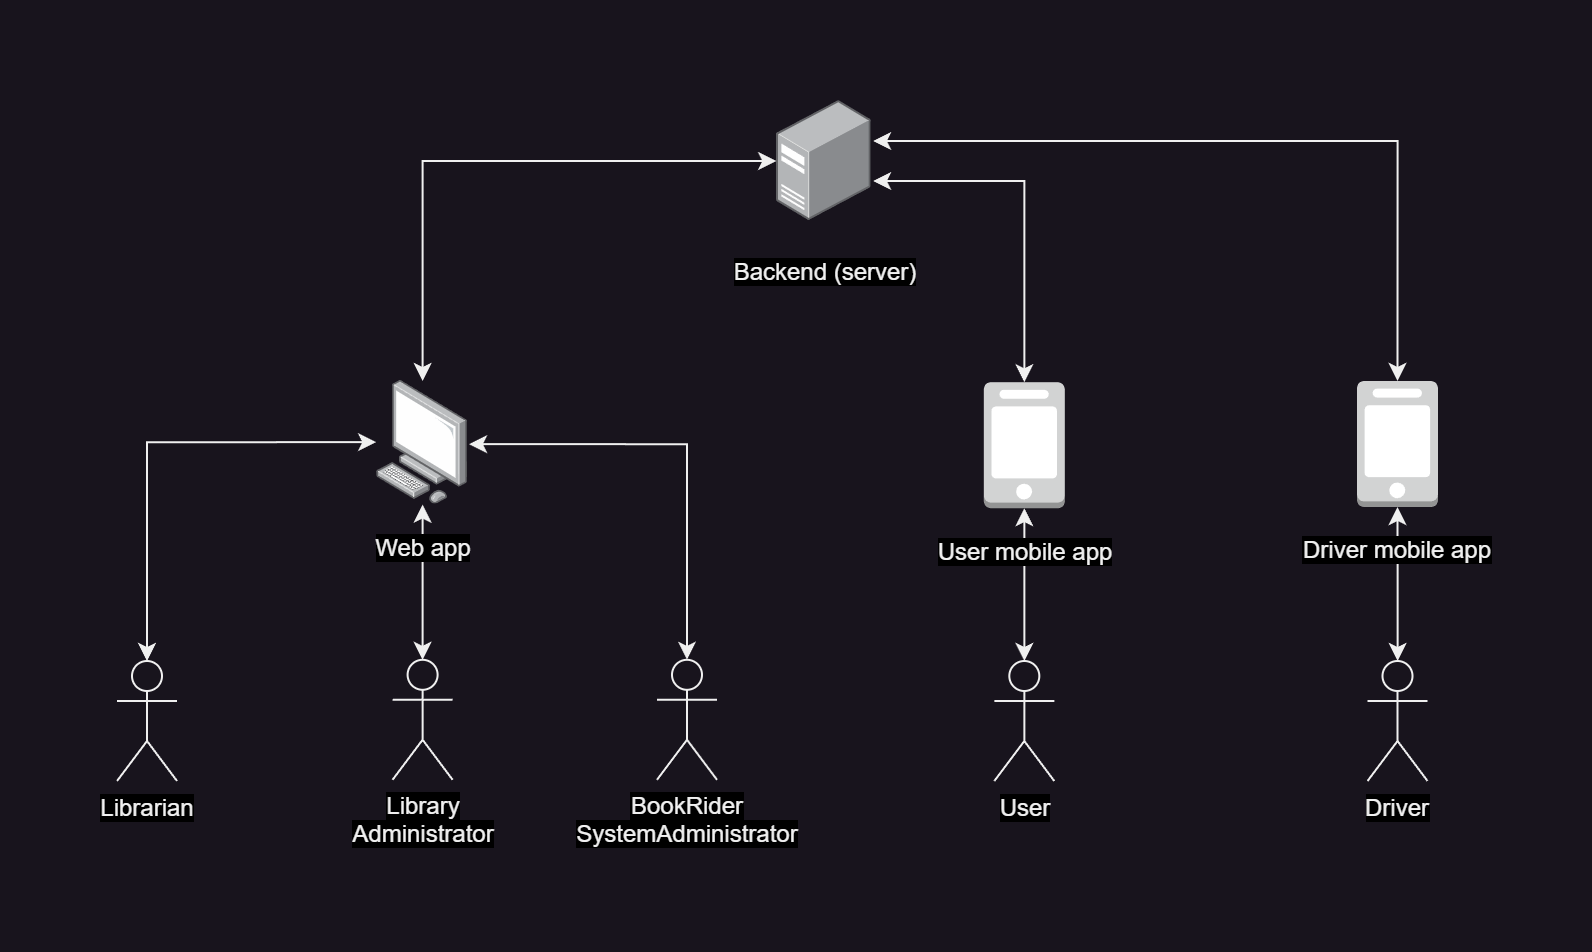 Backend (server)
Web app
User mobile app
Driver mobile app
Librarian
Library
Administrator
BookRider
SystemAdministrator
User
Driver